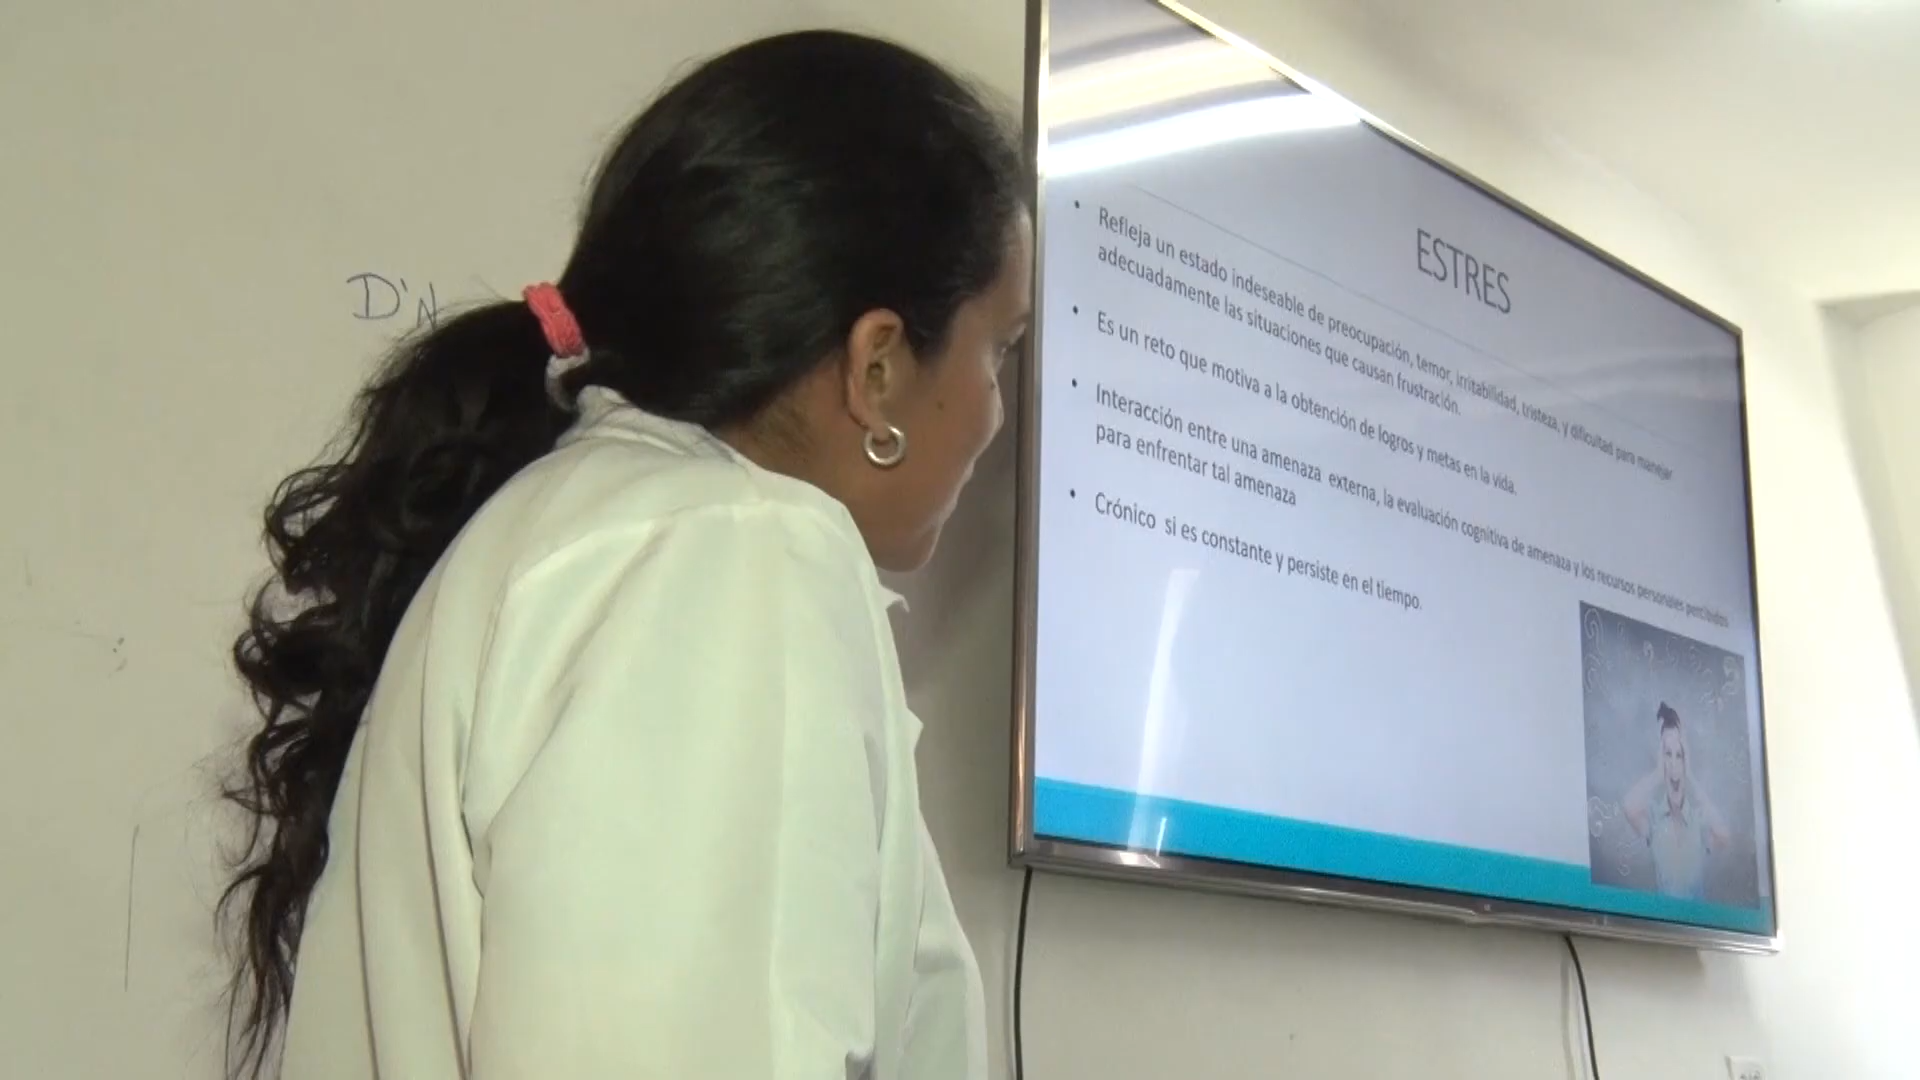 D'N
ESTRES
• Refleja un estado indeseable de preocupación, temor, irritabilidad, tristeza, y dificultad para manejar
adecuadamente las situaciones que causan frustración.
• Es un reto que motiva a la obtención de logros y metas en la vida.
• Interacción entre una amenaza externa, la evaluación cognitiva de amenaza y los recursos personales percibidos
para enfrentar tal amenaza
• Crónico si es constante y persiste en el tiempo.